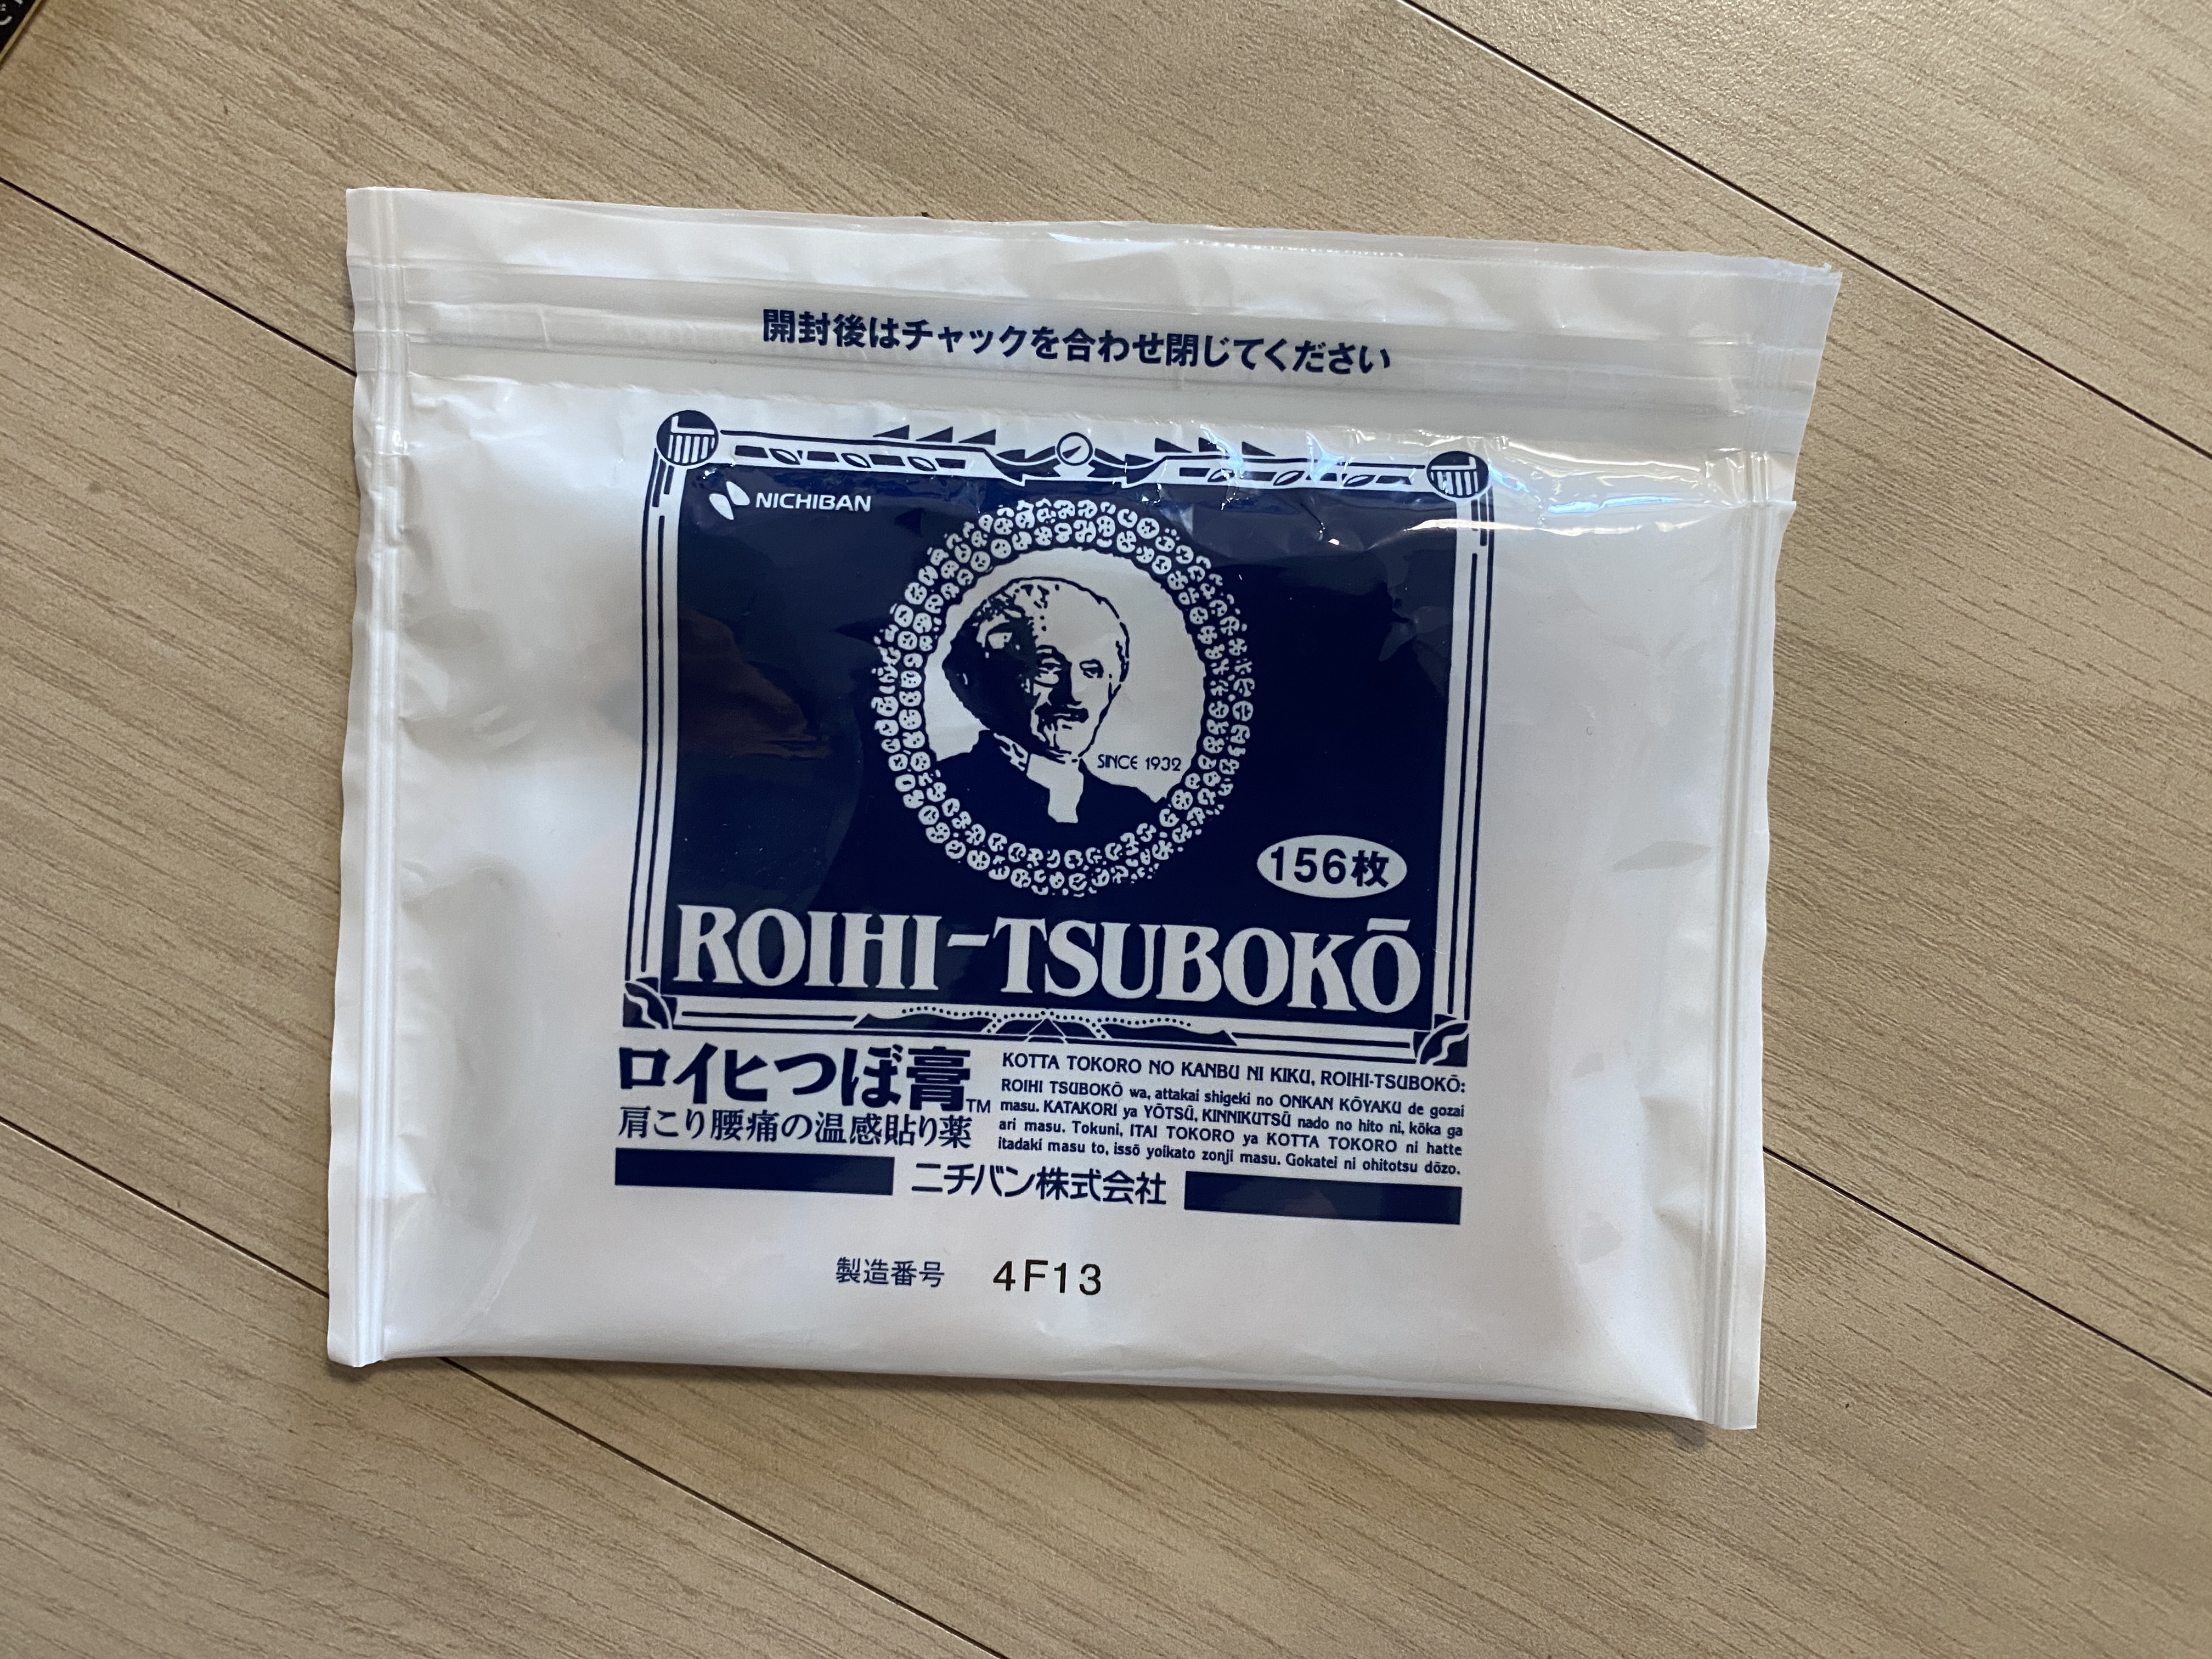 開封後はチャックを合わせ閉じてください
NICHIBAN
SINCE 1932
156枚
ROIHI-TSUBOKŌ
ロイヒつぼ膏™
肩こり腰痛の温感貼り薬
KOTTA TOKORO NO KANBU NI KIKU, ROIHI-TSUBOKŌ:
ROIHI TSUBOKŌ wa, attakai shigeki no ONKAN KŌYAKU de gozai
masu. KATAKORI ya YŌTSŪ, KINNIKUTSŪ nado no hito ni, kōka ga
ari masu. Tokuni, ITAI TOKORO ya KOTTA TOKORO ni hatte
itadaki masu to, issō yoikato zonji masu. Gokatei ni ohitotsu dōzo.
ニチバン株式会社
製造番号 4F13